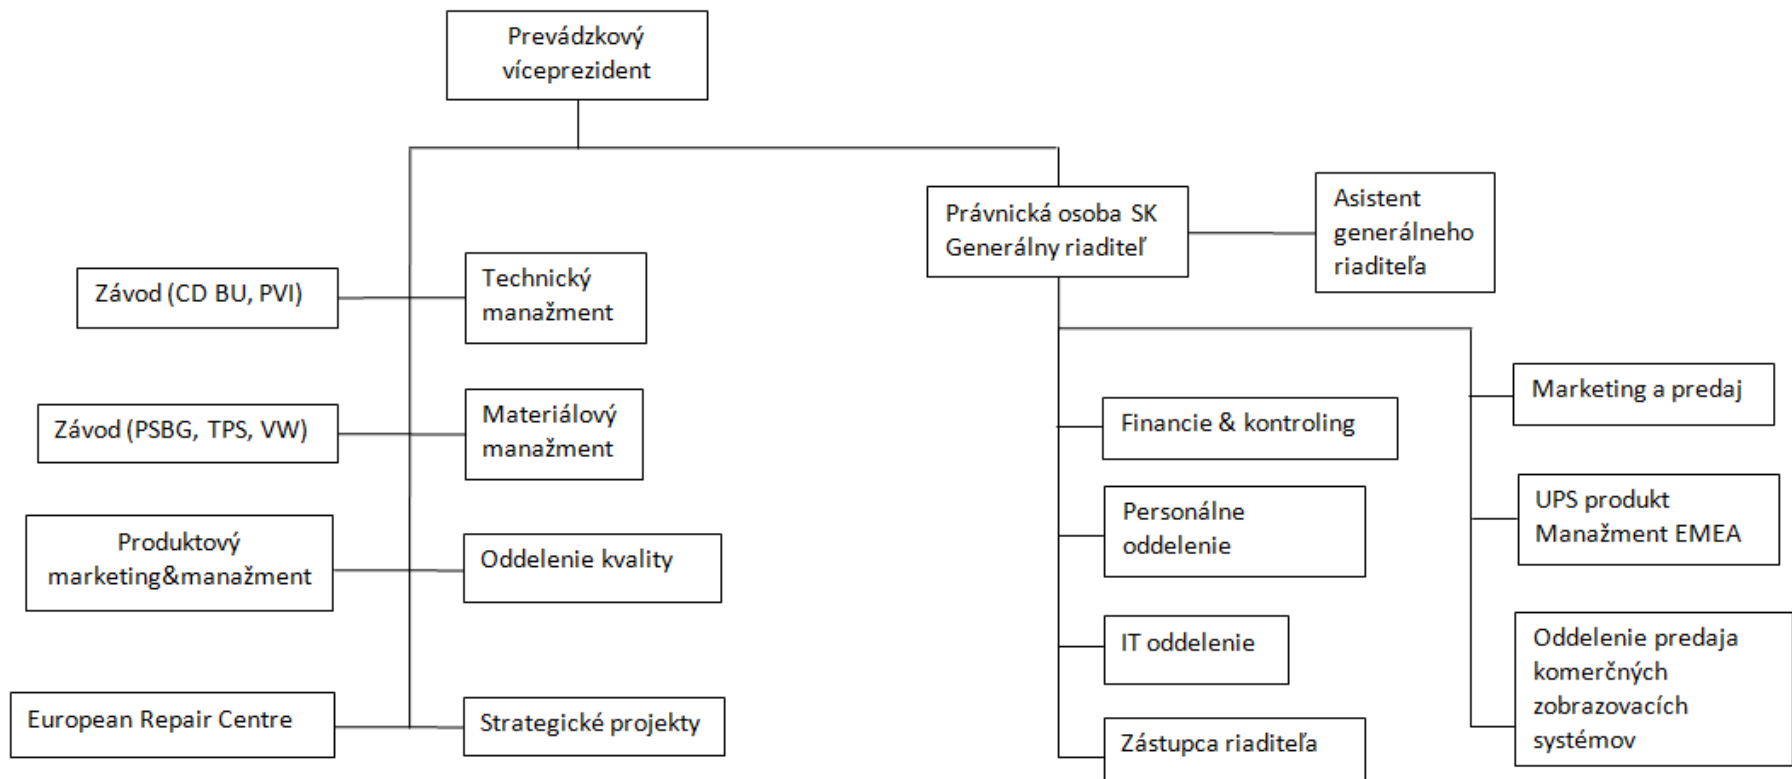 Prevádzkový
víceprezident
Právnická osoba SK
Generálny riaditeľ
Asistent
generálneho
riaditeľa
Závod (CD BU, PVI)
Technický
manažment
Závod (PSBG, TPS, VW)
Materiálový
manažment
Produktový
marketing&manažment
Oddelenie kvality
European Repair Centre
Strategické projekty
Financie & kontroling
Personálne
oddelenie
IT oddelenie
Zástupca riaditeľa
Marketing a predaj
UPS produkt
Manažment EMEA
Oddelenie predaja
komerčných
zobrazovacích
systémov